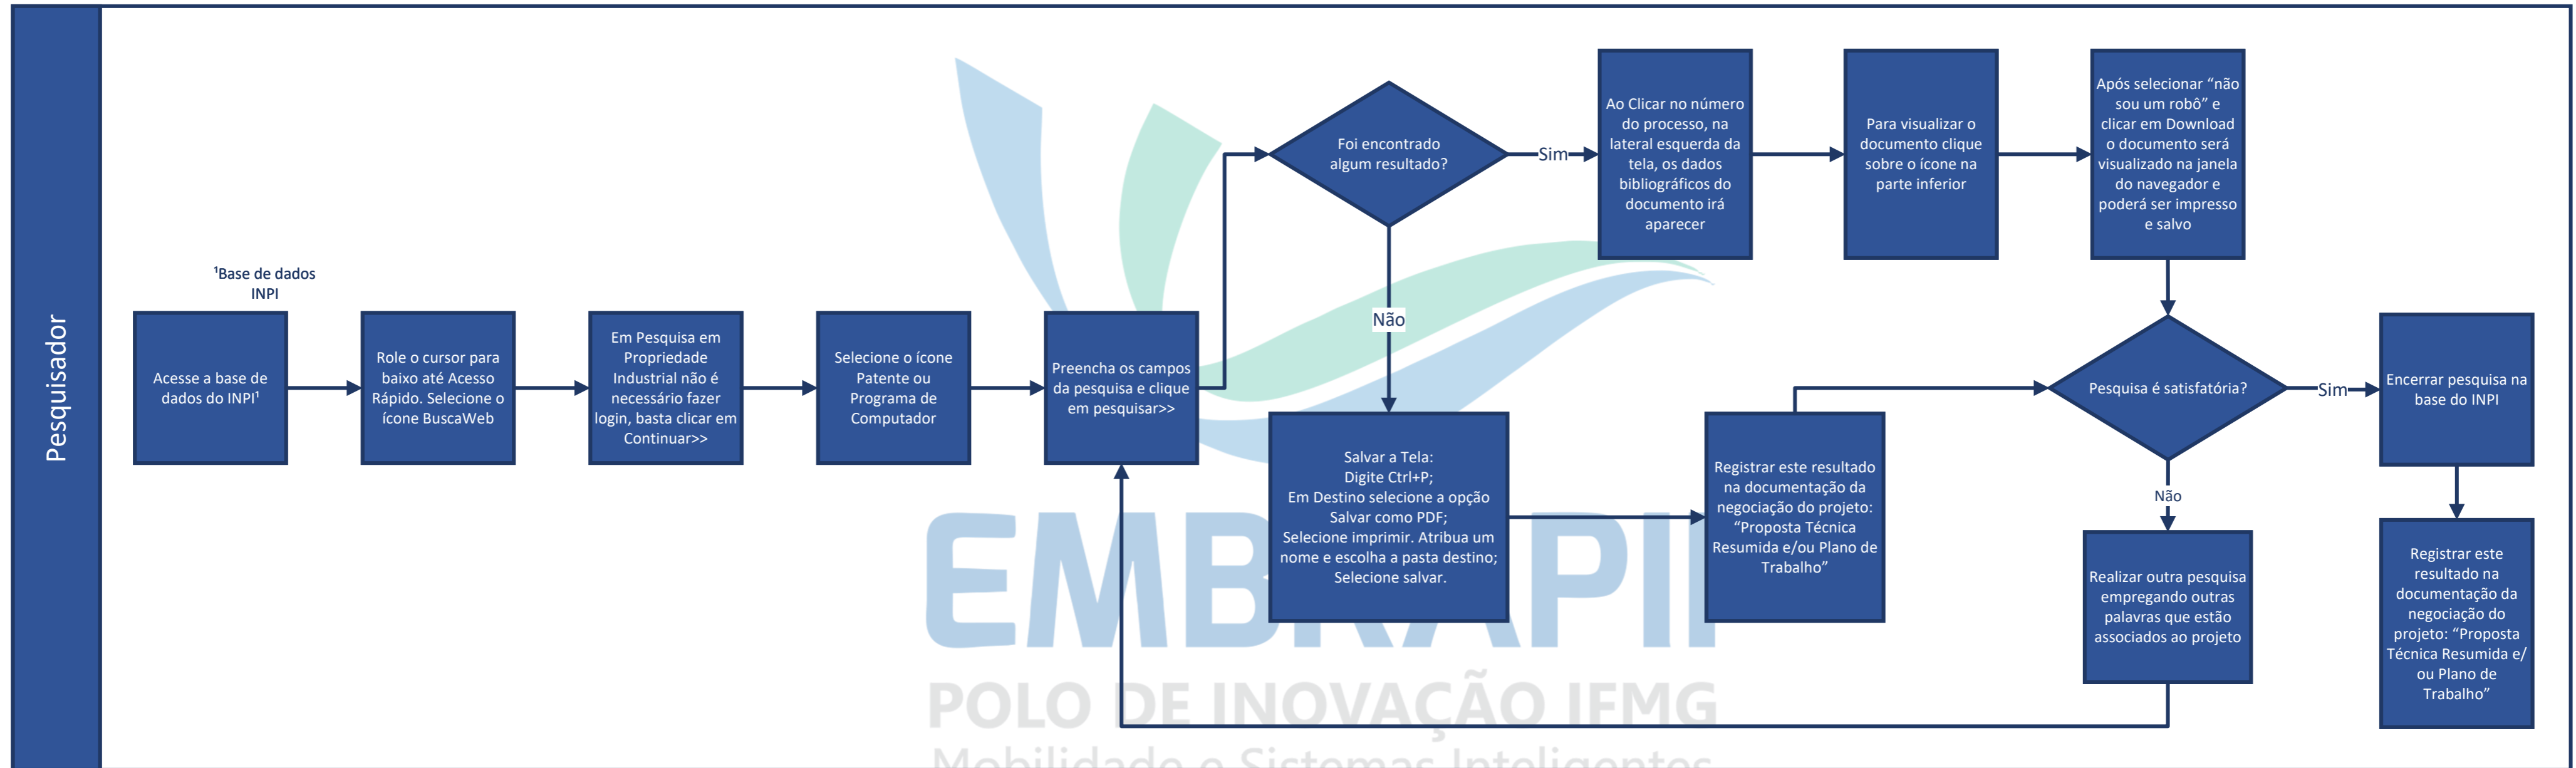 Pesquisador
¹Base de dados
INPI
Acesse a base de
dados do INPI¹
Role o cursor para
baixo até Acesso
Rápido. Selecione o
ícone BuscaWeb
Em Pesquisa em
Propriedade
Industrial não é
necessário fazer
login, basta clicar em
Continuar>>
Selecione o ícone
Patente ou
Programa de
Computador
Preencha os campos
da pesquisa e clique
em pesquisar>>
Foi encontrado
algum resultado?
Sim
Ao Clicar no número
do processo, na
lateral esquerda da
tela, os dados
bibliográficos do
documento irá
aparecer
Para visualizar o
documento clique
sobre o ícone na
parte inferior
Após selecionar “não
sou um robô” e
clicar em Download
o documento será
visualizado na janela
do navegador e
poderá ser impresso
e salvo
Não
Salvar a Tela:
Digite Ctrl+P;
Em Destino selecione a opção
Salvar como PDF;
Selecione imprimir. Atribua um
nome e escolha a pasta destino;
Selecione salvar.
Registrar este resultado
na documentação da
negociação do projeto:
“Proposta Técnica
Resumida e/ou Plano de
Trabalho”
Pesquisa é satisfatória?
Sim
Encerrar pesquisa na
base do INPI
Não
Realizar outra pesquisa
empregando outras
palavras que estão
associados ao projeto
Registrar este
resultado na
documentação da
negociação do
projeto: “Proposta
Técnica Resumida e/
ou Plano de
Trabalho”
EMBRAPII
POLO DE INOVAÇÃO IFMG
Mobilidade e Sistemas Inteligentes